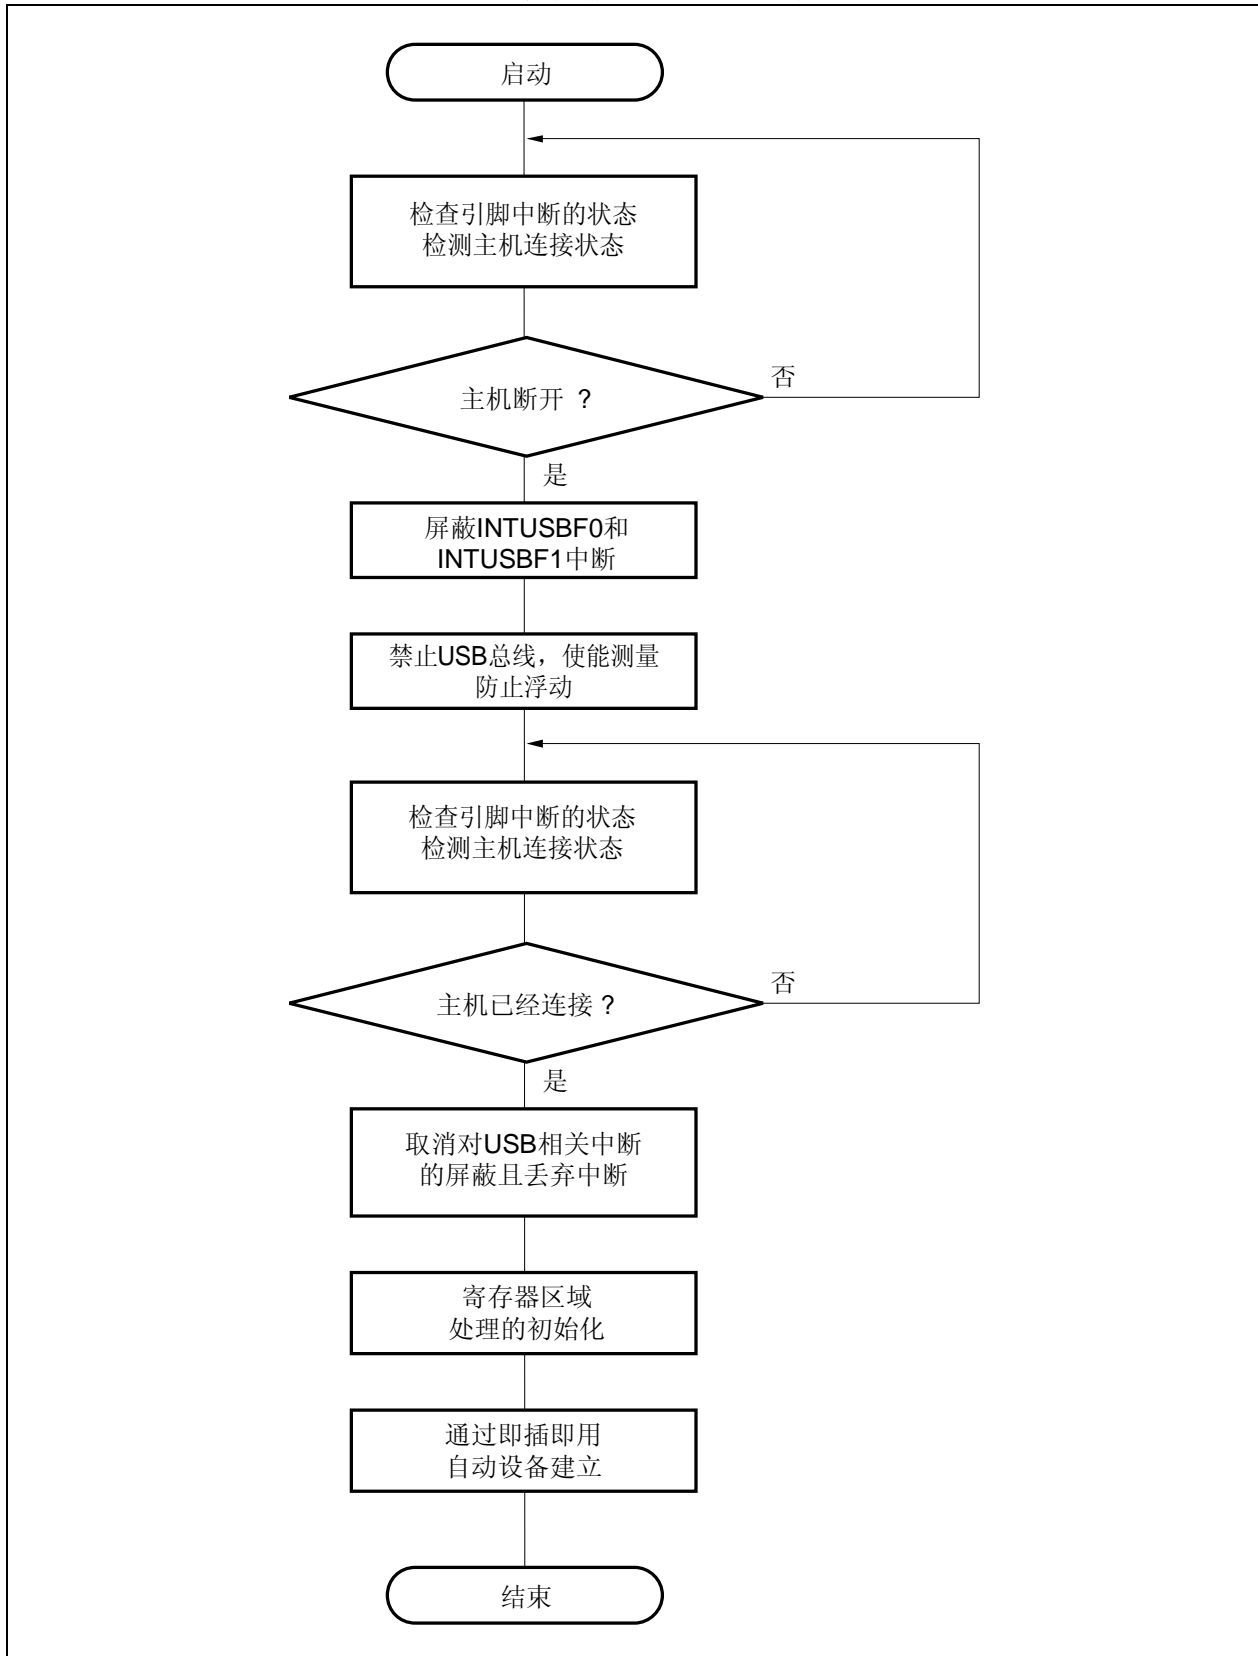 启动
检查引脚中断的状态
检测主机连接状态
主机断开 ?
否
是
屏蔽INTUSBF0和
INTUSBF1中断
禁止USB总线，使能测量
防止浮动
检查引脚中断的状态
检测主机连接状态
主机已经连接 ?
否
是
取消对USB相关中断
的屏蔽且丢弃中断
寄存器区域
处理的初始化
通过即插即用
自动设备建立
结束